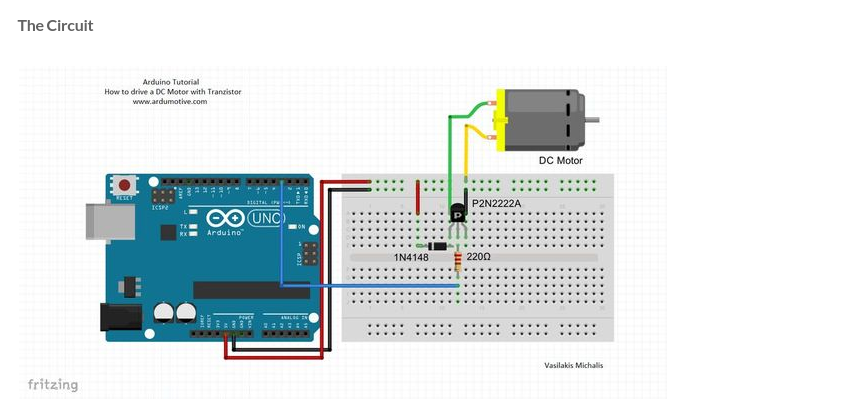 The Circuit
Arduino Tutorial
How to drive a DC Motor with Tranzistor
www.ardumotive.com
DC Motor
RESET
ICSP2
L
TX
RX
Arduino
UNO
ON
ICSP
DIGITAL
P2N2222A
P
1N4148
220Ω
POWER
ANALOG IN
Vasilakis Michalis
fritzing